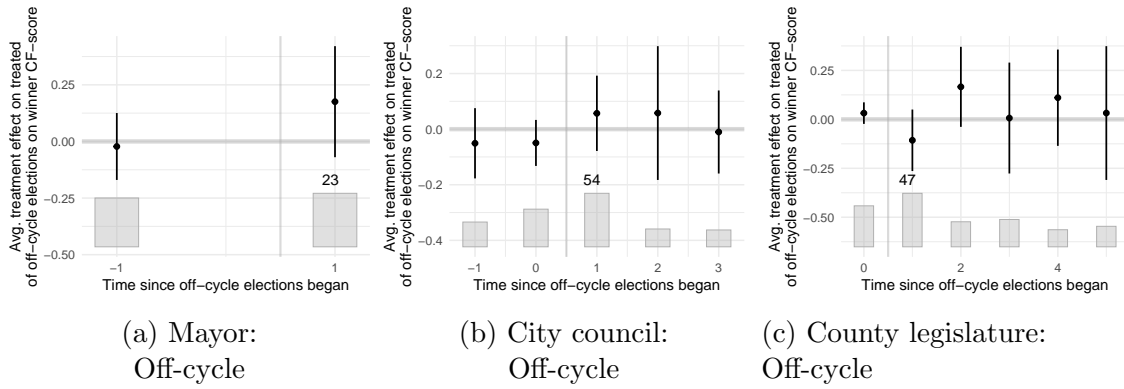 Avg. treatment effect on treated
of off−cycle elections on winner CF−score
0.25
0.00
−0.25
−0.50
23
−1
1
Time since off−cycle elections began
(a) Mayor:
Off-cycle
Avg. treatment effect on treated
of off−cycle elections on winner CF−score
0.2
0.0
−0.2
−0.4
54
−1
0
1
2
3
Time since off−cycle elections began
(b) City council:
Off-cycle
Avg. treatment effect on treated
of off−cycle elections on winner CF−score
0.25
0.00
−0.25
−0.50
47
0
2
4
Time since off−cycle elections began
(c) County legislature:
Off-cycle